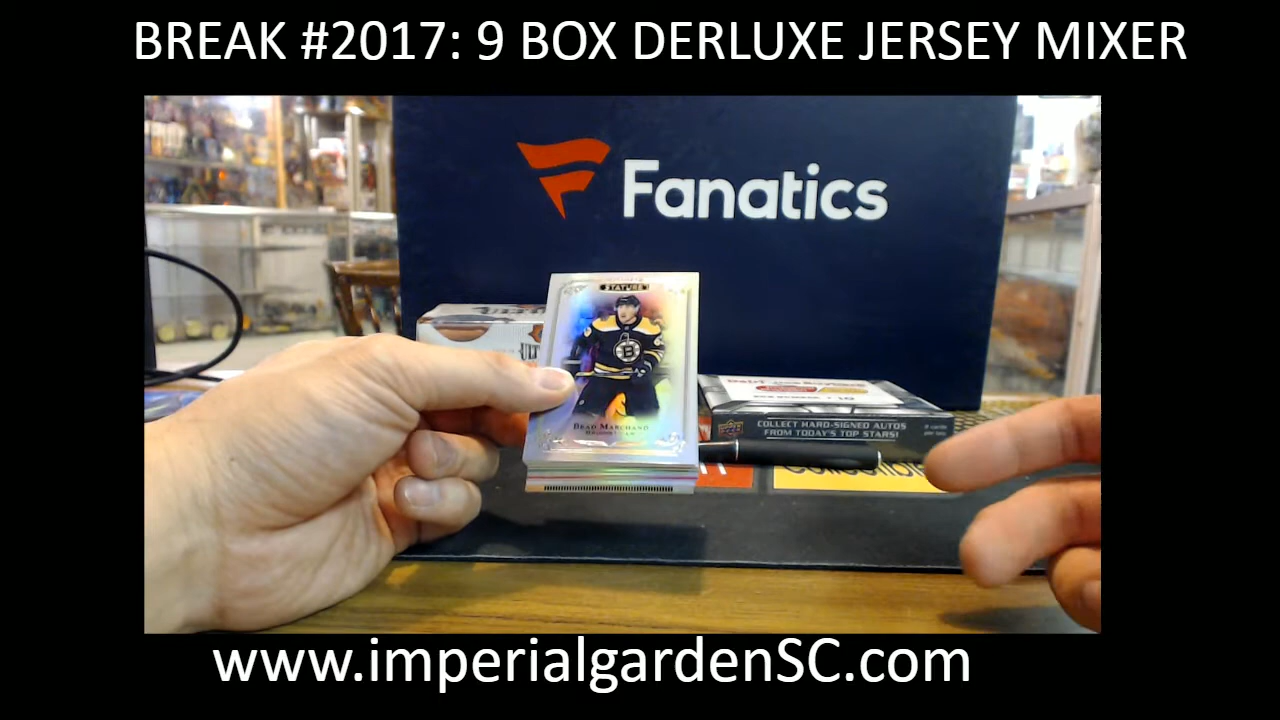 BREAK #2017: 9 BOX DERLUXE JERSEY MIXER
Fanatics
STATURE
B
BRAD MARCHAND
ULT
COLLECT HARD-SIGNED AUTOS
FROM TODAY'S TOP STARS!
www.imperialgardenSC.com